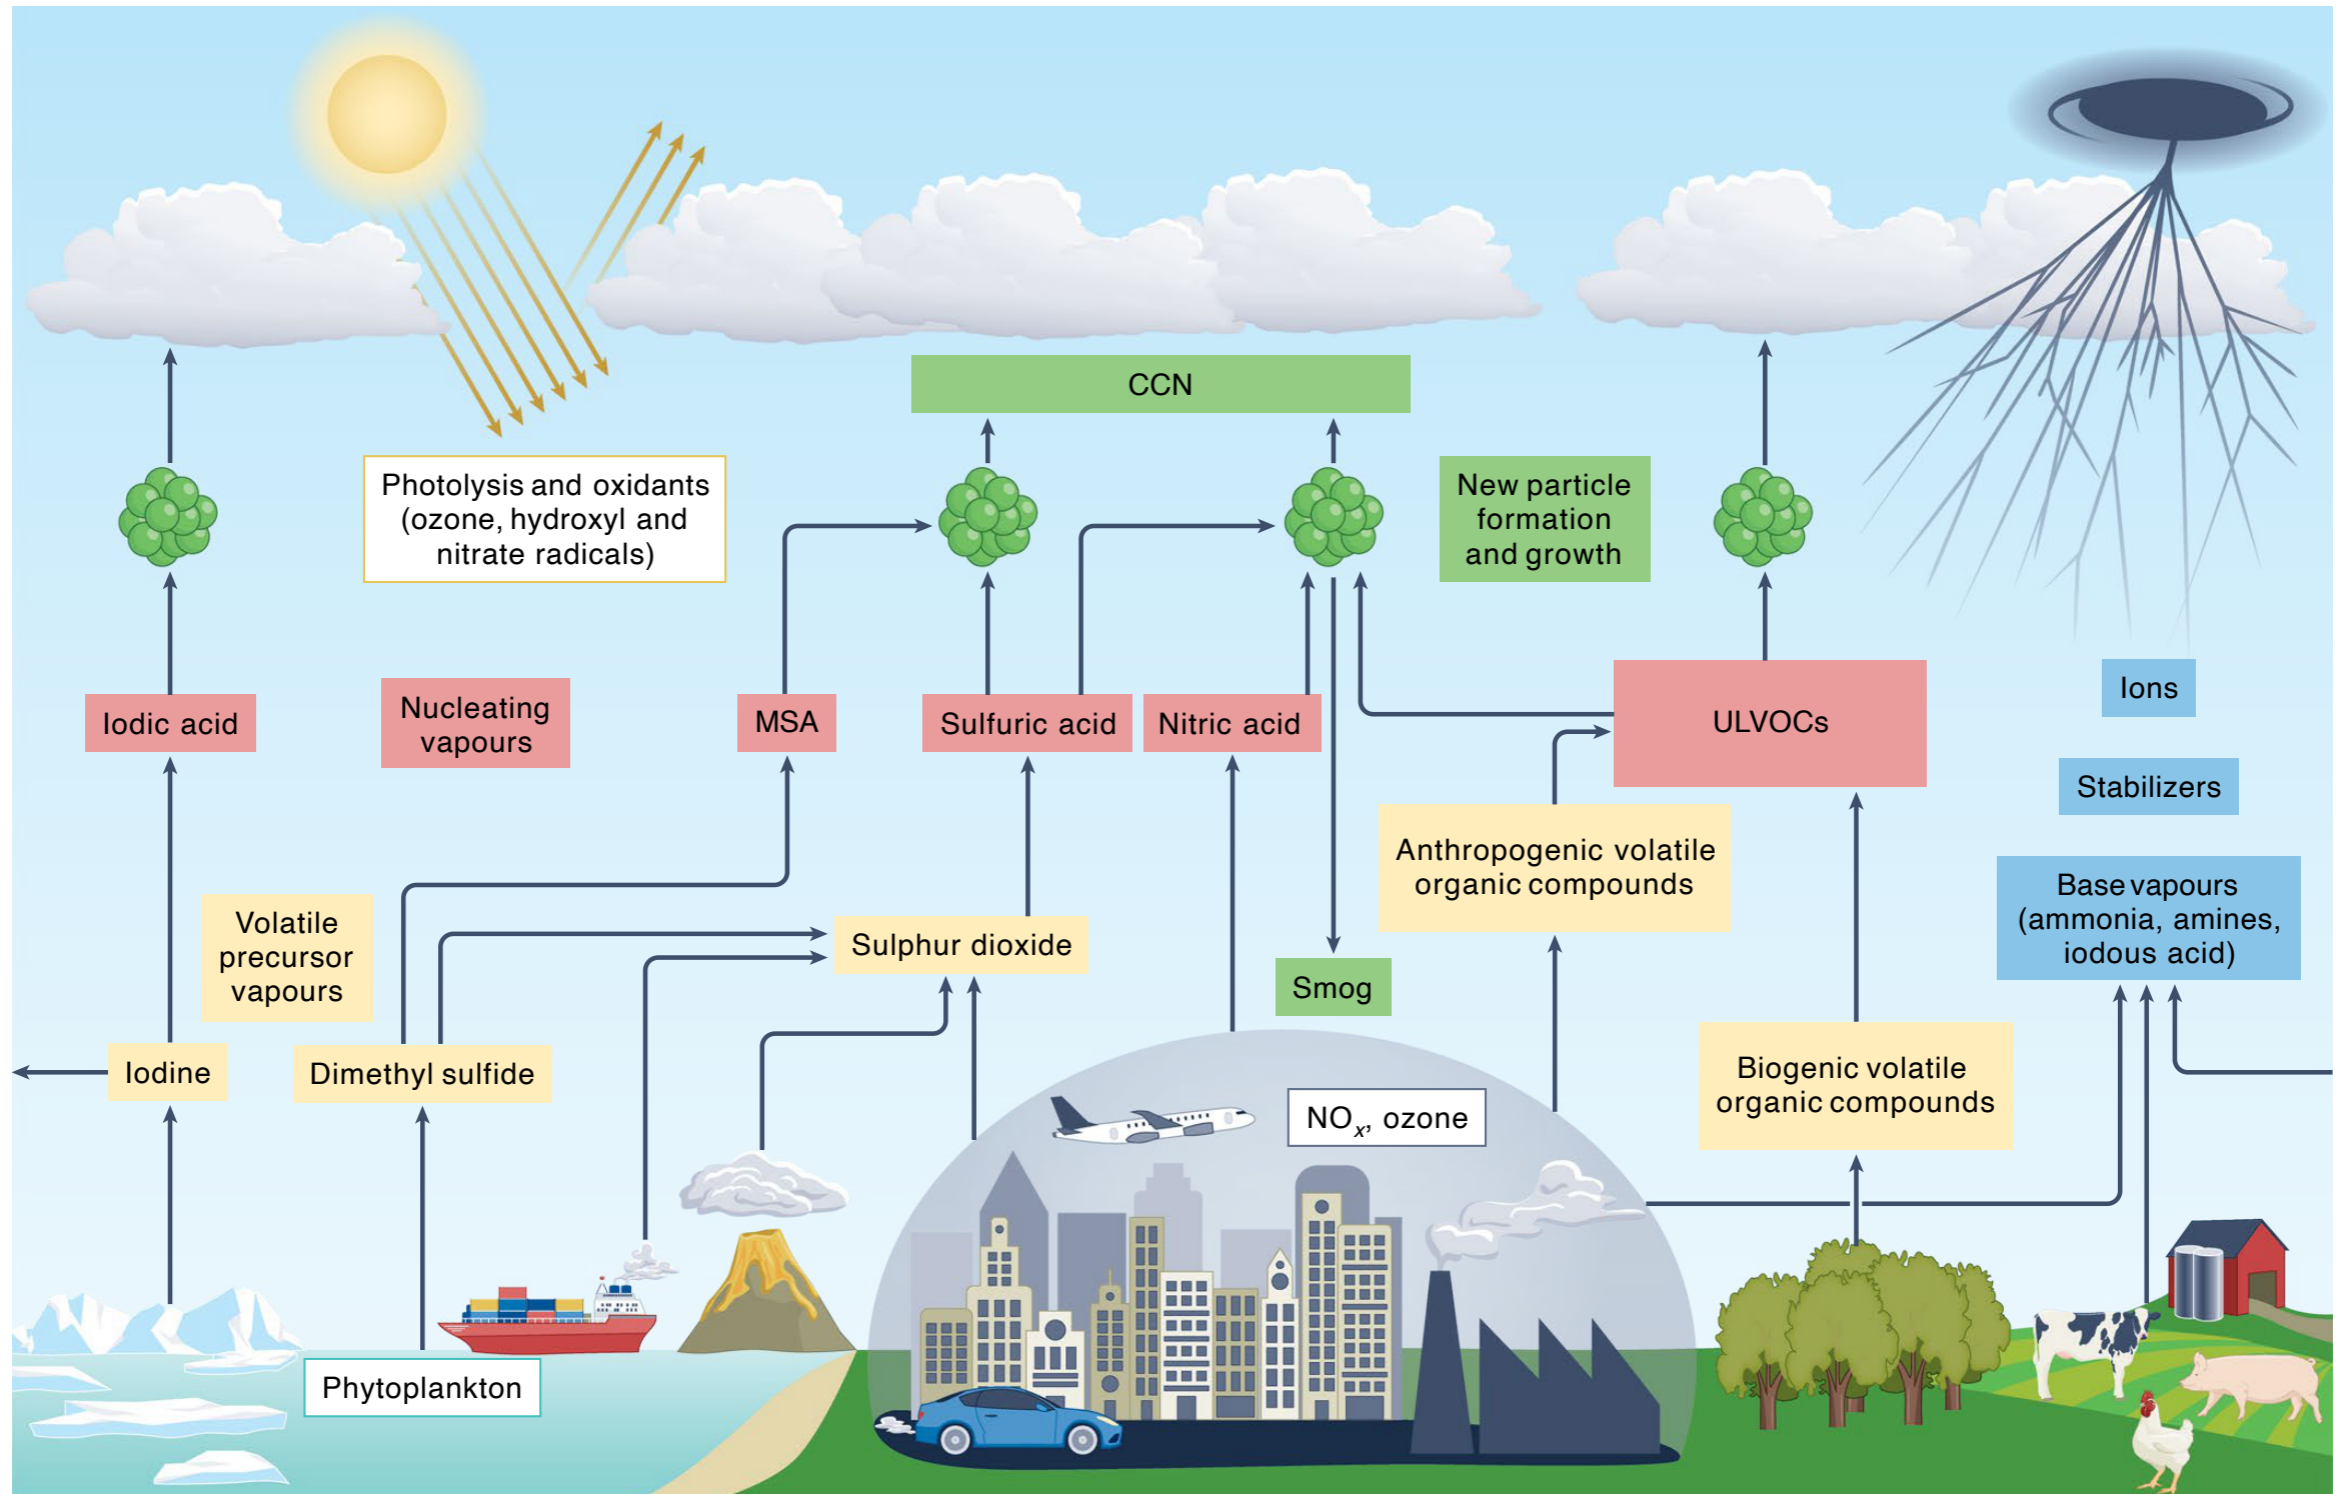 CCN
Photolysis and oxidants
(ozone, hydroxyl and
nitrate radicals)
New particle
formation
and growth
Iodic acid
Nucleating
vapours
MSA
Sulfuric acid
Nitric acid
ULVOCs
Ions
Stabilizers
Anthropogenic volatile
organic compounds
Base vapours
(ammonia, amines,
iodous acid)
Volatile
precursor
vapours
Sulphur dioxide
Smog
Iodine
Dimethyl sulfide
Biogenic volatile
organic compounds
NOx, ozone
Phytoplankton